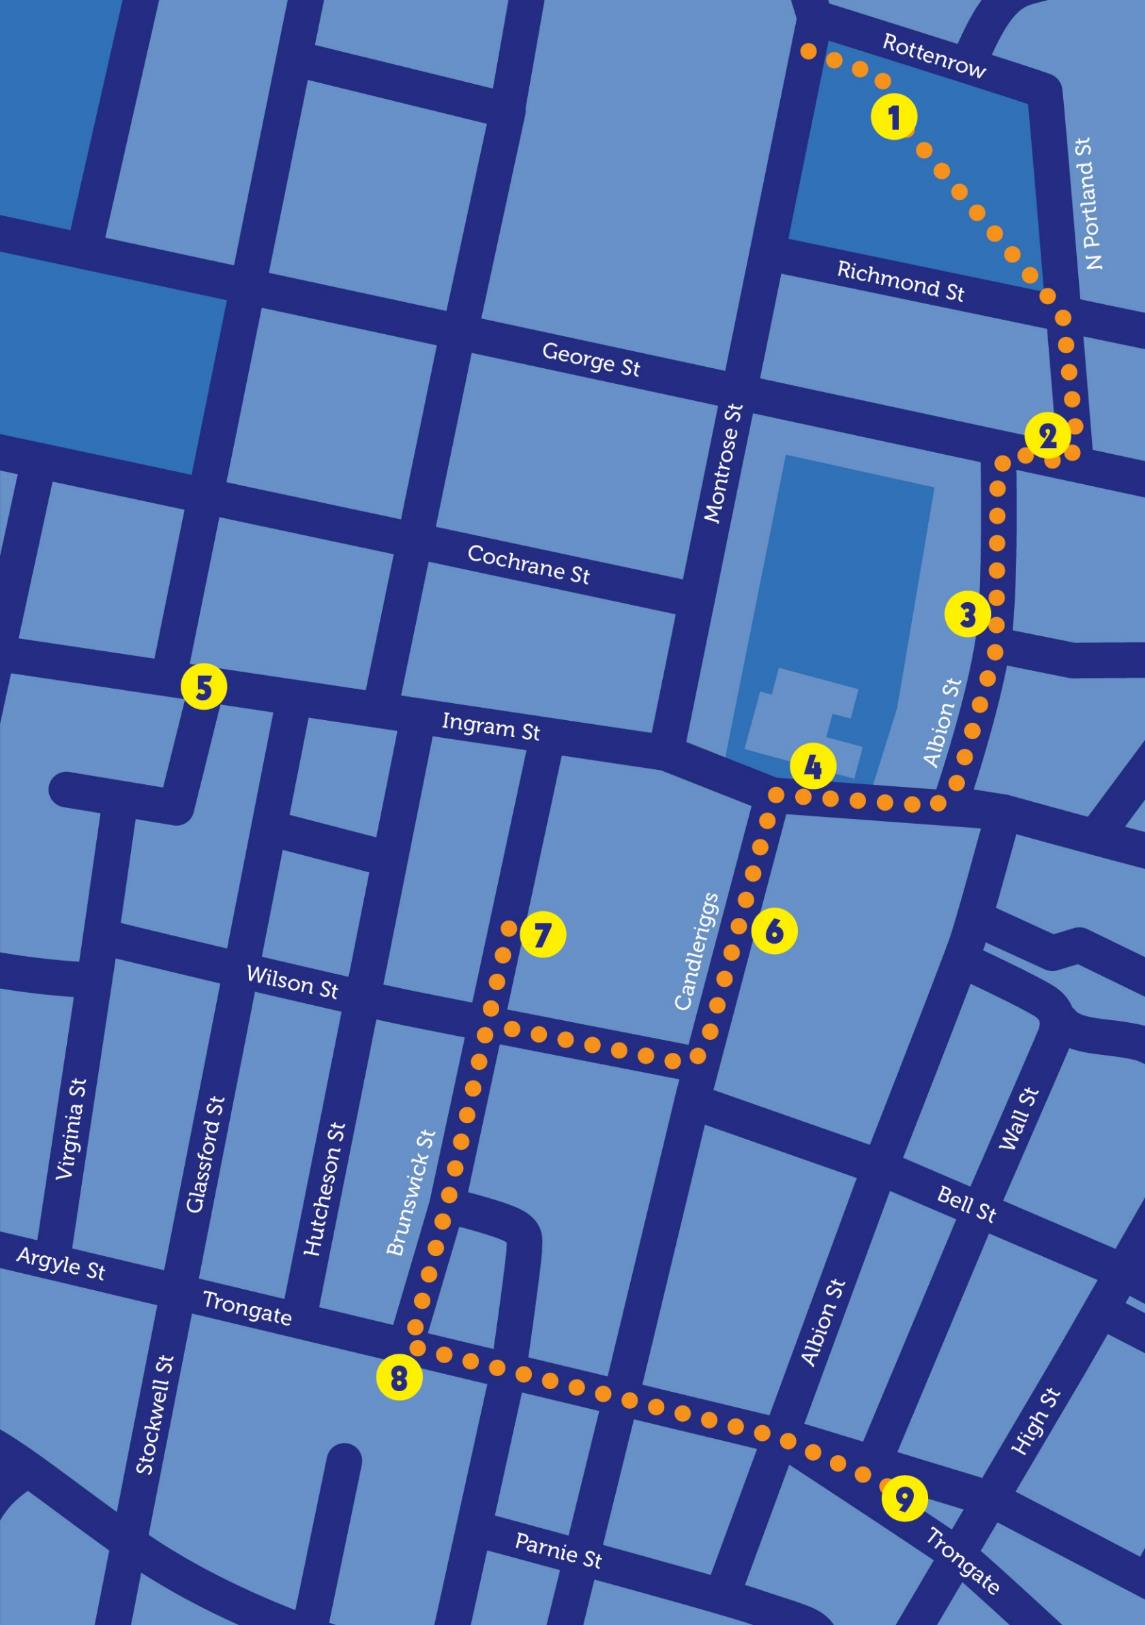 Rottenrow
1
N Portland St
Richmond St
George St
2
Montrose St
Cochrane St
3
5
Albion St
Ingram St
4
Candleriggs
6
7
Wilson St
Virginia St
Glassford St
Hutcheson St
Brunswick St
Wall St
Bell St
Argyle St
Trongate
Albion St
8
Stockwell St
High St
9
Parnie St
Trongate